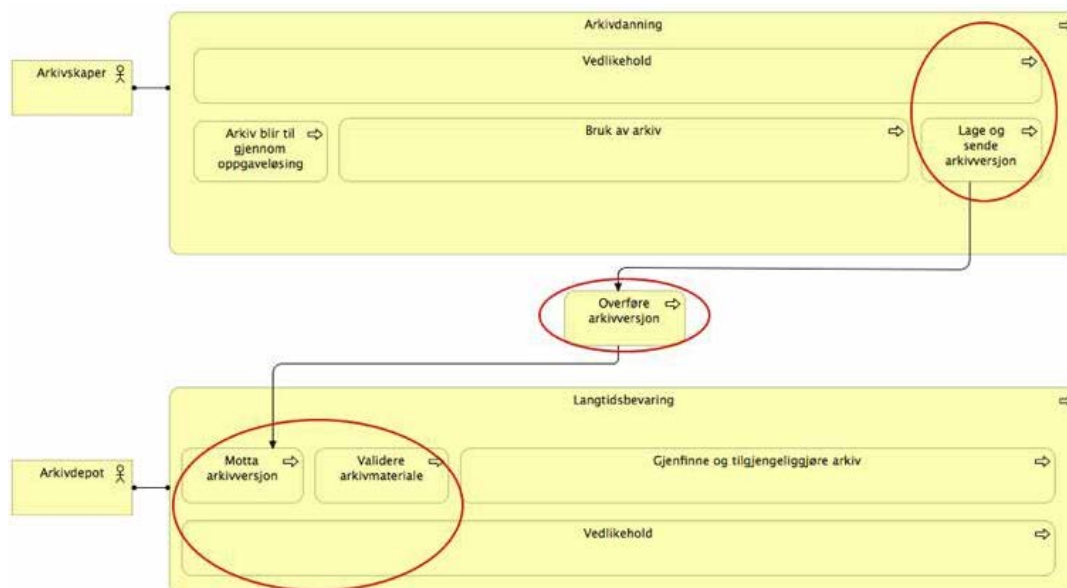 Arkivdanning
Vedlikehold
Arkivskaper
Arkiv blir til
gjennom
oppgaveløsing
Bruk av arkiv
Lage og
sende
arkivversjon
Overføre
arkivversjon
Langtidsbevaring
Arkivdepot
Motta
arkivversjon
Validere
arkivmateriale
Gjenfinne og tilgjengeliggjøre arkiv
Vedlikehold